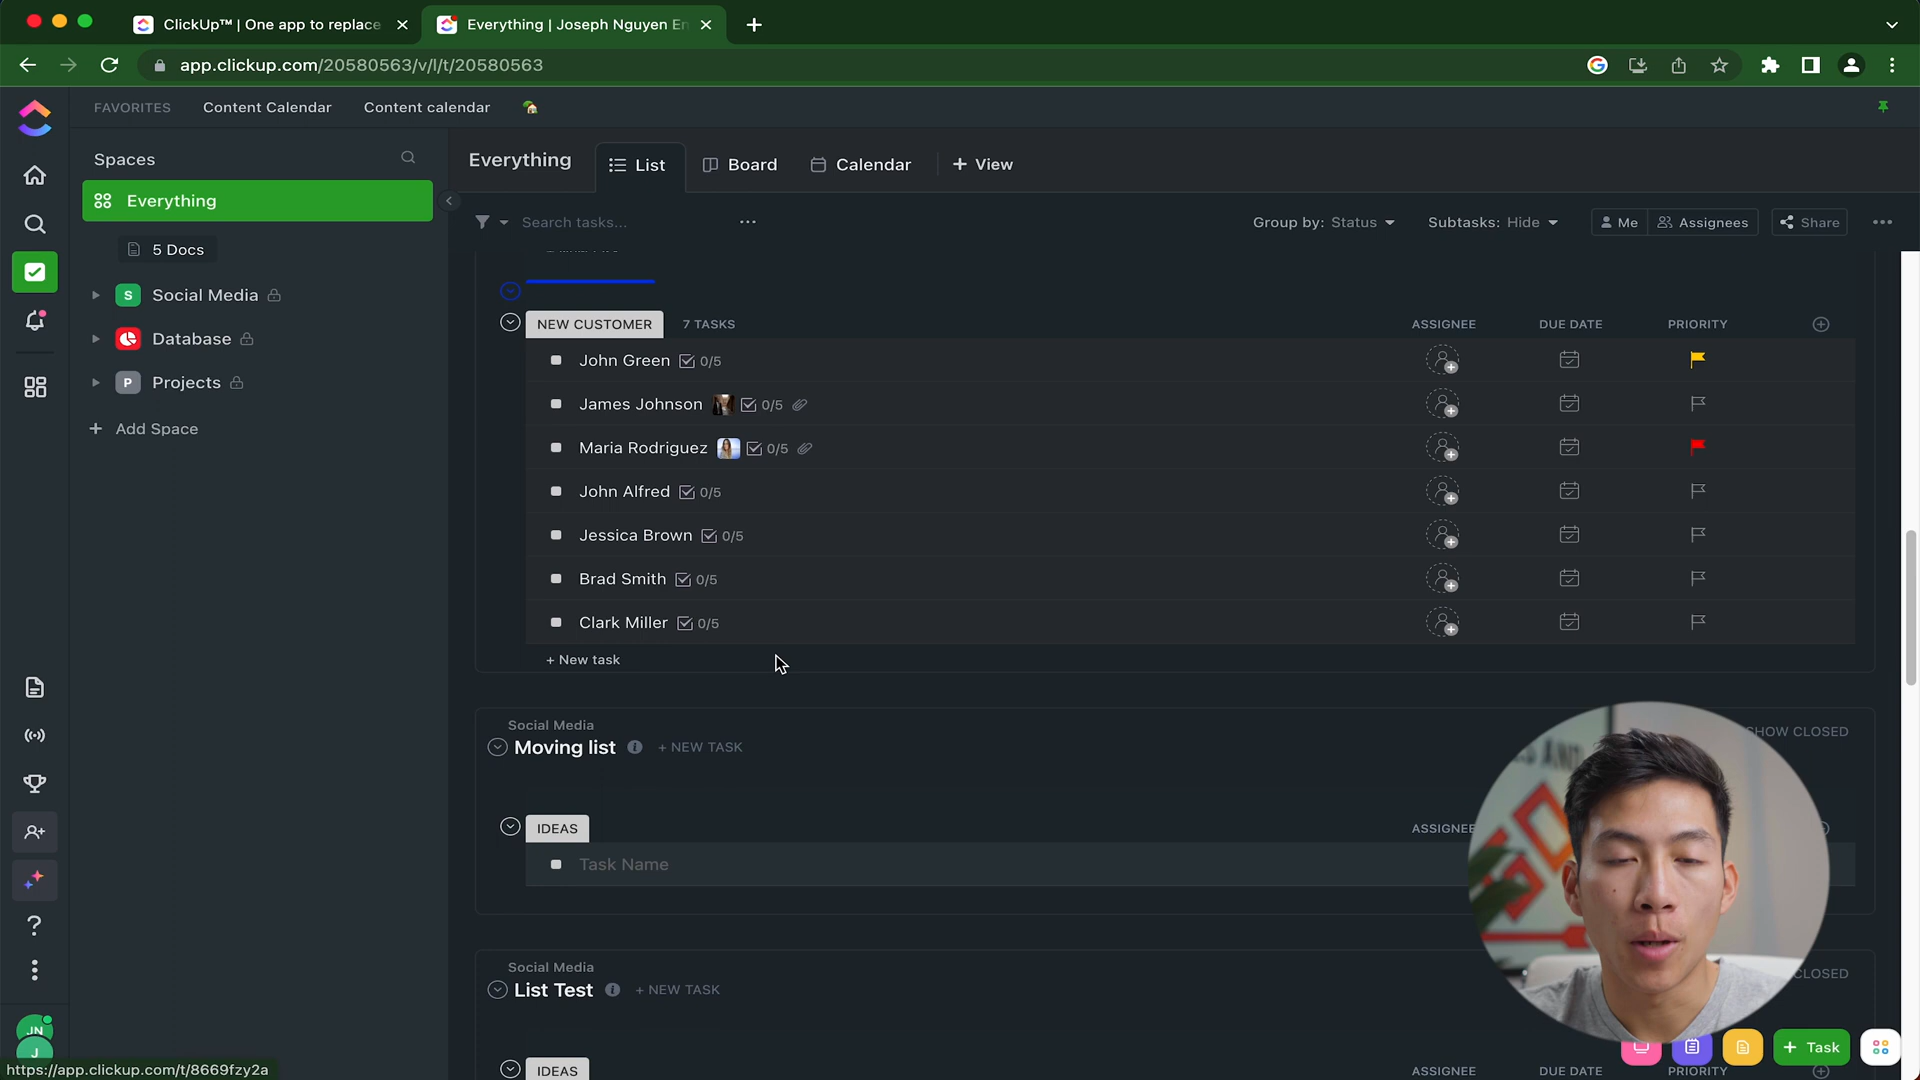 ClickUp™ | One app to replace
Everything | Joseph Nguyen En
app.clickup.com/20580563/v/l/t/20580563
FAVORITES Content Calendar Content calendar
Spaces
Everything List Board Calendar + View
Everything
Search tasks...
Group by: Status Subtasks: Hide Me Assignees Share
5 Docs
S Social Media
Database
P Projects
+ Add Space
NEW CUSTOMER 7 TASKS ASSIGNEE DUE DATE PRIORITY
John Green 0/5
James Johnson 0/5
Maria Rodriguez 0/5
John Alfred 0/5
Jessica Brown 0/5
Brad Smith 0/5
Clark Miller 0/5
+ New task
Social Media
Moving list + NEW TASK SHOW CLOSED
IDEAS ASSIGNEE
Task Name
Social Media
List Test + NEW TASK CLOSED
IDEAS ASSIGNEE DUE DATE PRIORITY
JN
J
+ Task
https://app.clickup.com/t/8669fzy2a